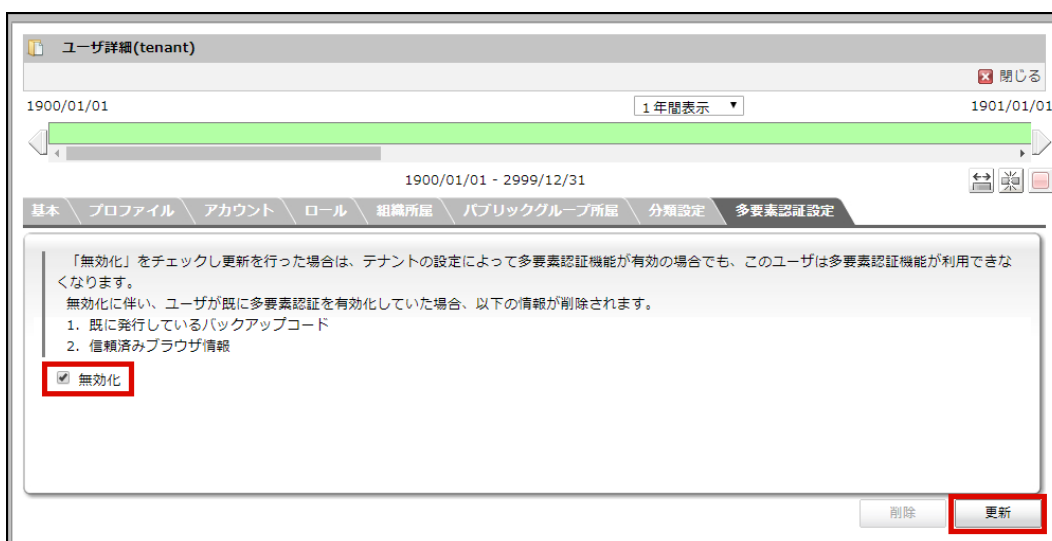 ユーザ詳細(tenant)
閉じる
1900/01/01 1年間表示 1901/01/01
1900/01/01 - 2999/12/31
基本 プロファイル アカウント ロール 組織所属 パブリックグループ所属 分類設定 多要素認証設定
「無効化」をチェックし更新を行った場合は、テナントの設定によって多要素認証機能が有効の場合でも、このユーザは多要素認証機能が利用できな
くなります。
無効化に伴い、ユーザが既に多要素認証を有効化していた場合、以下の情報が削除されます。
1. 既に発行しているバックアップコード
2. 信頼済みブラウザ情報
無効化
削除 更新